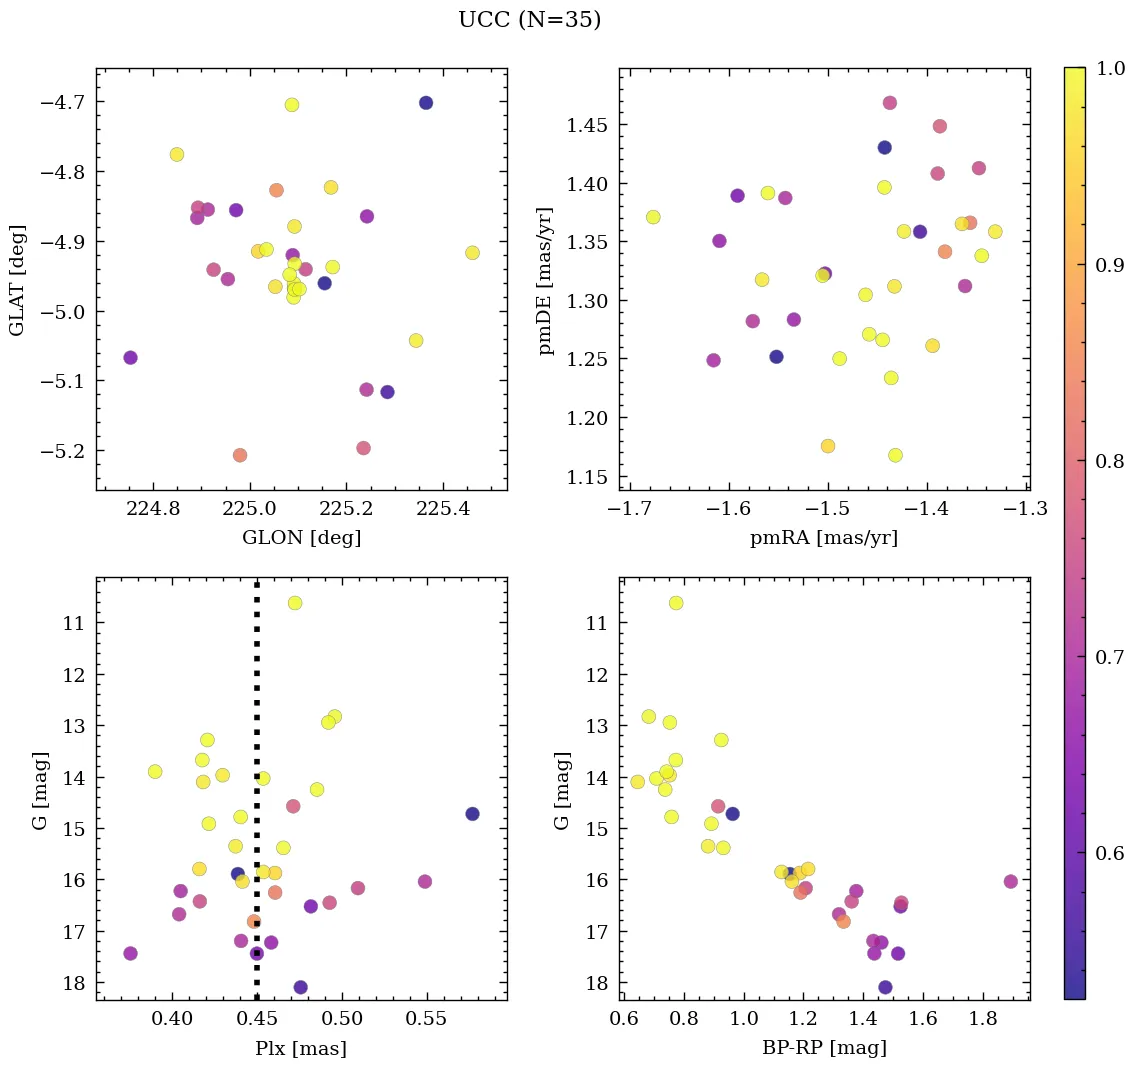 UCC (N=35)
−4.7
−4.8
−4.9
−5.0
−5.1
−5.2
GLAT [deg]
224.8 225.0 225.2 225.4
GLON [deg]
1.45
1.40
1.35
1.30
1.25
1.20
1.15
pmDE [mas/yr]
−1.7 −1.6 −1.5 −1.4 −1.3
pmRA [mas/yr]
11
12
13
14
15
16
17
18
G [mag]
0.40 0.45 0.50 0.55
Plx [mas]
11
12
13
14
15
16
17
18
G [mag]
0.6 0.8 1.0 1.2 1.4 1.6 1.8
BP-RP [mag]
1.0
0.9
0.8
0.7
0.6